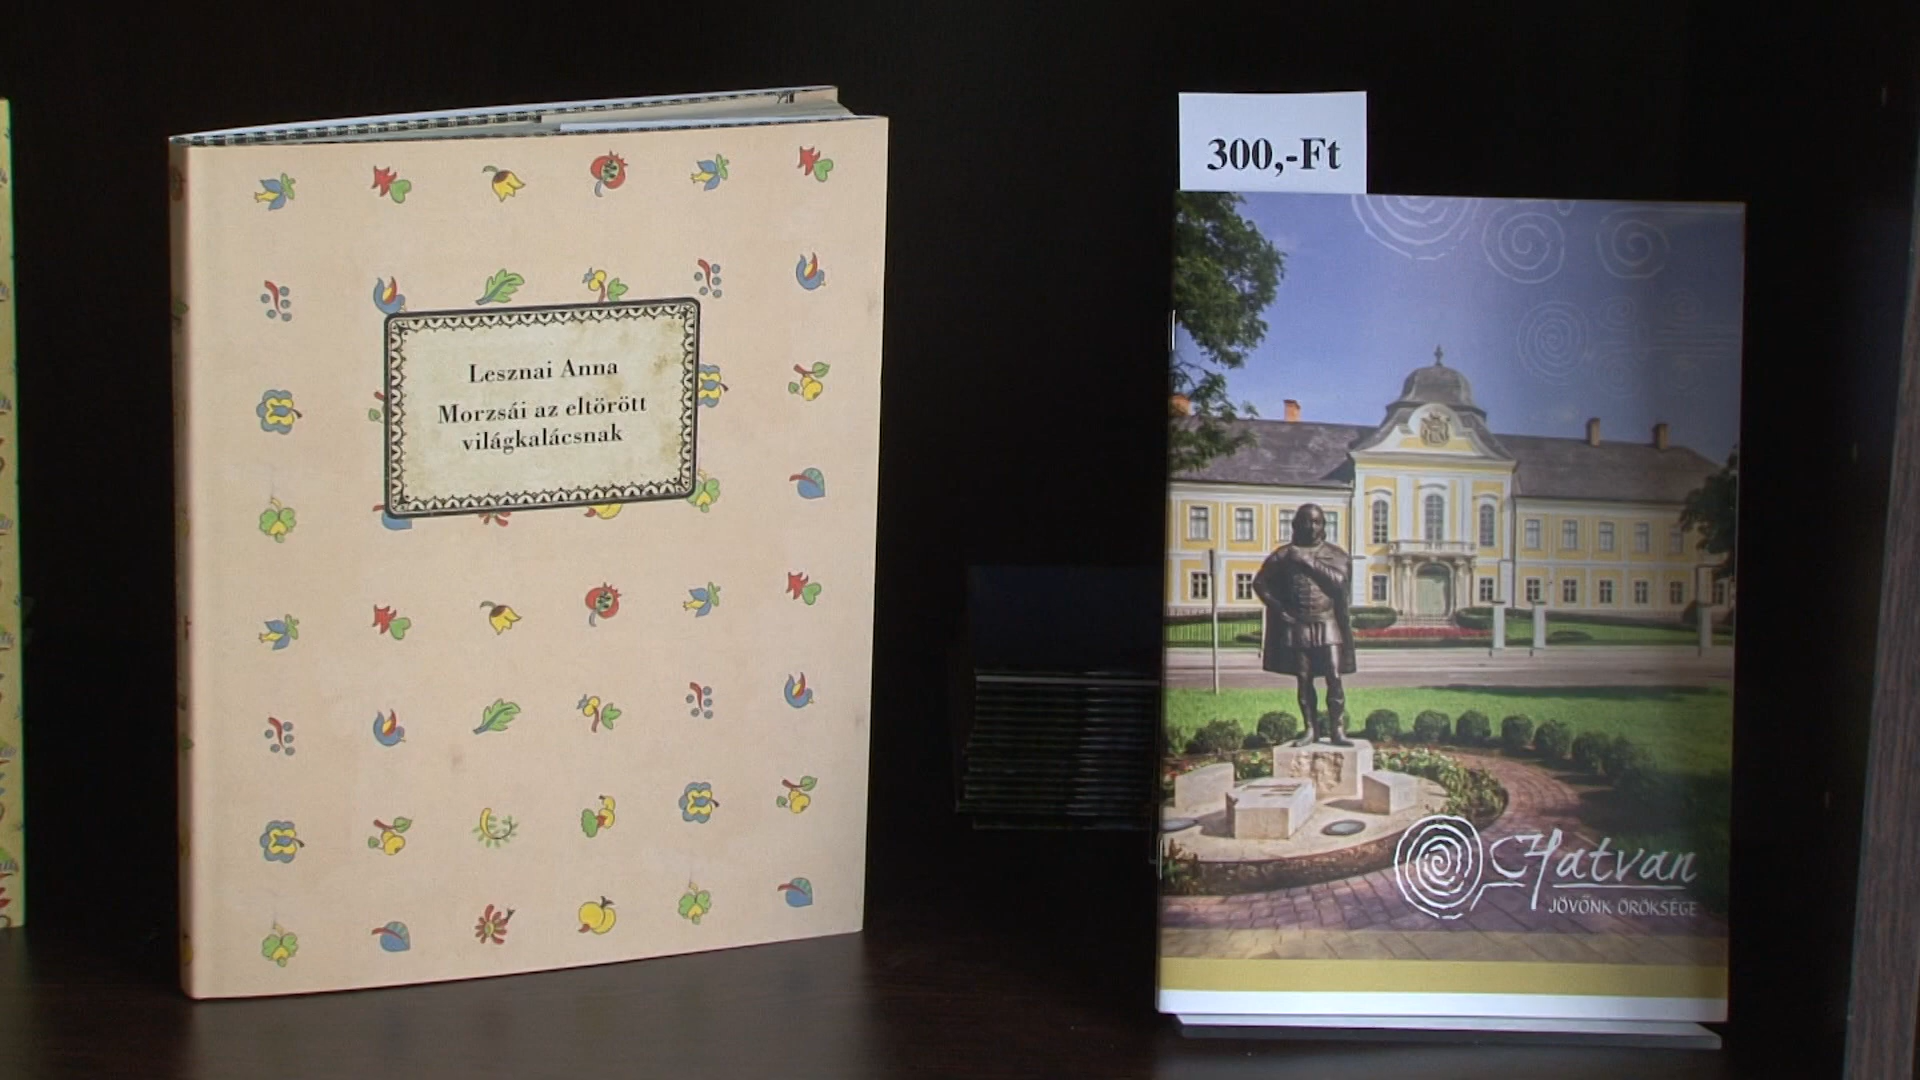 Lesznai Anna
Morzsái az eltörött
világkalácsnak
300,-Ft
Hatvan
JÖVŐNK ÖRÖKSÉGE